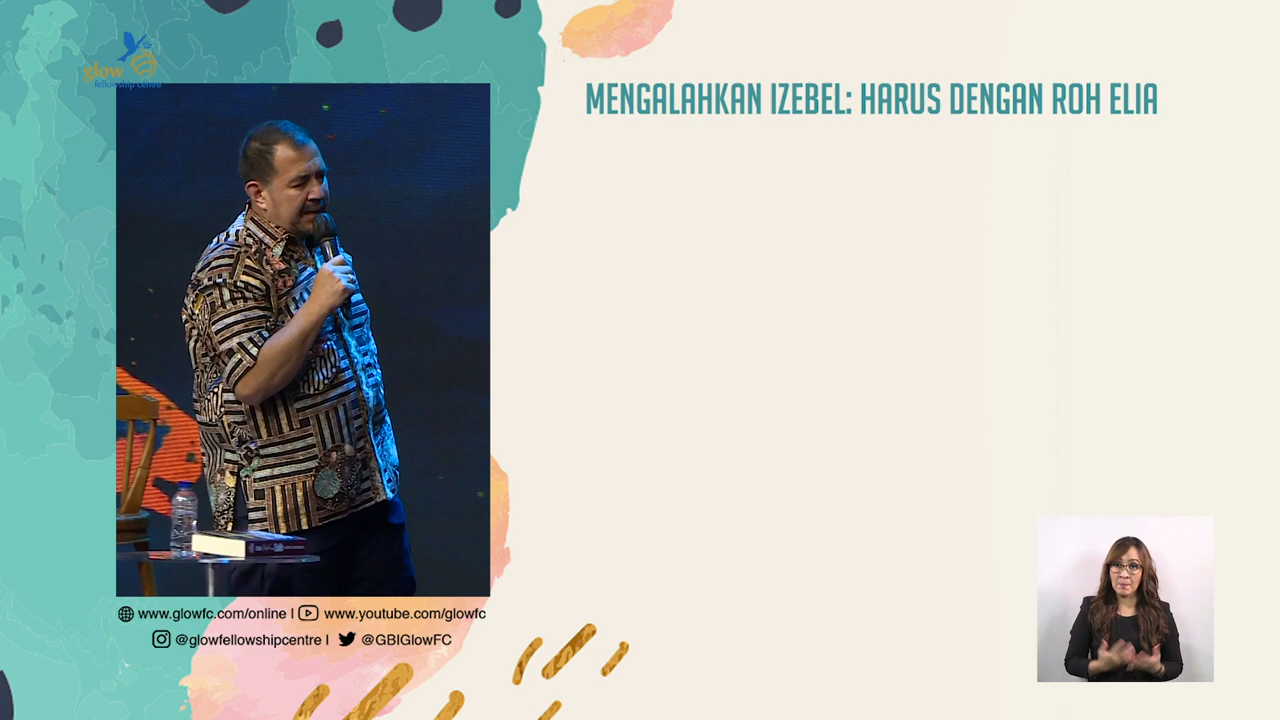 glow
fellowship centre
MENGALAHKAN IZEBEL: HARUS DENGAN ROH ELIA
www.glowfc.com/online | www.youtube.com/glowfc
@glowfellowshipcentre | @GBIGlowFC